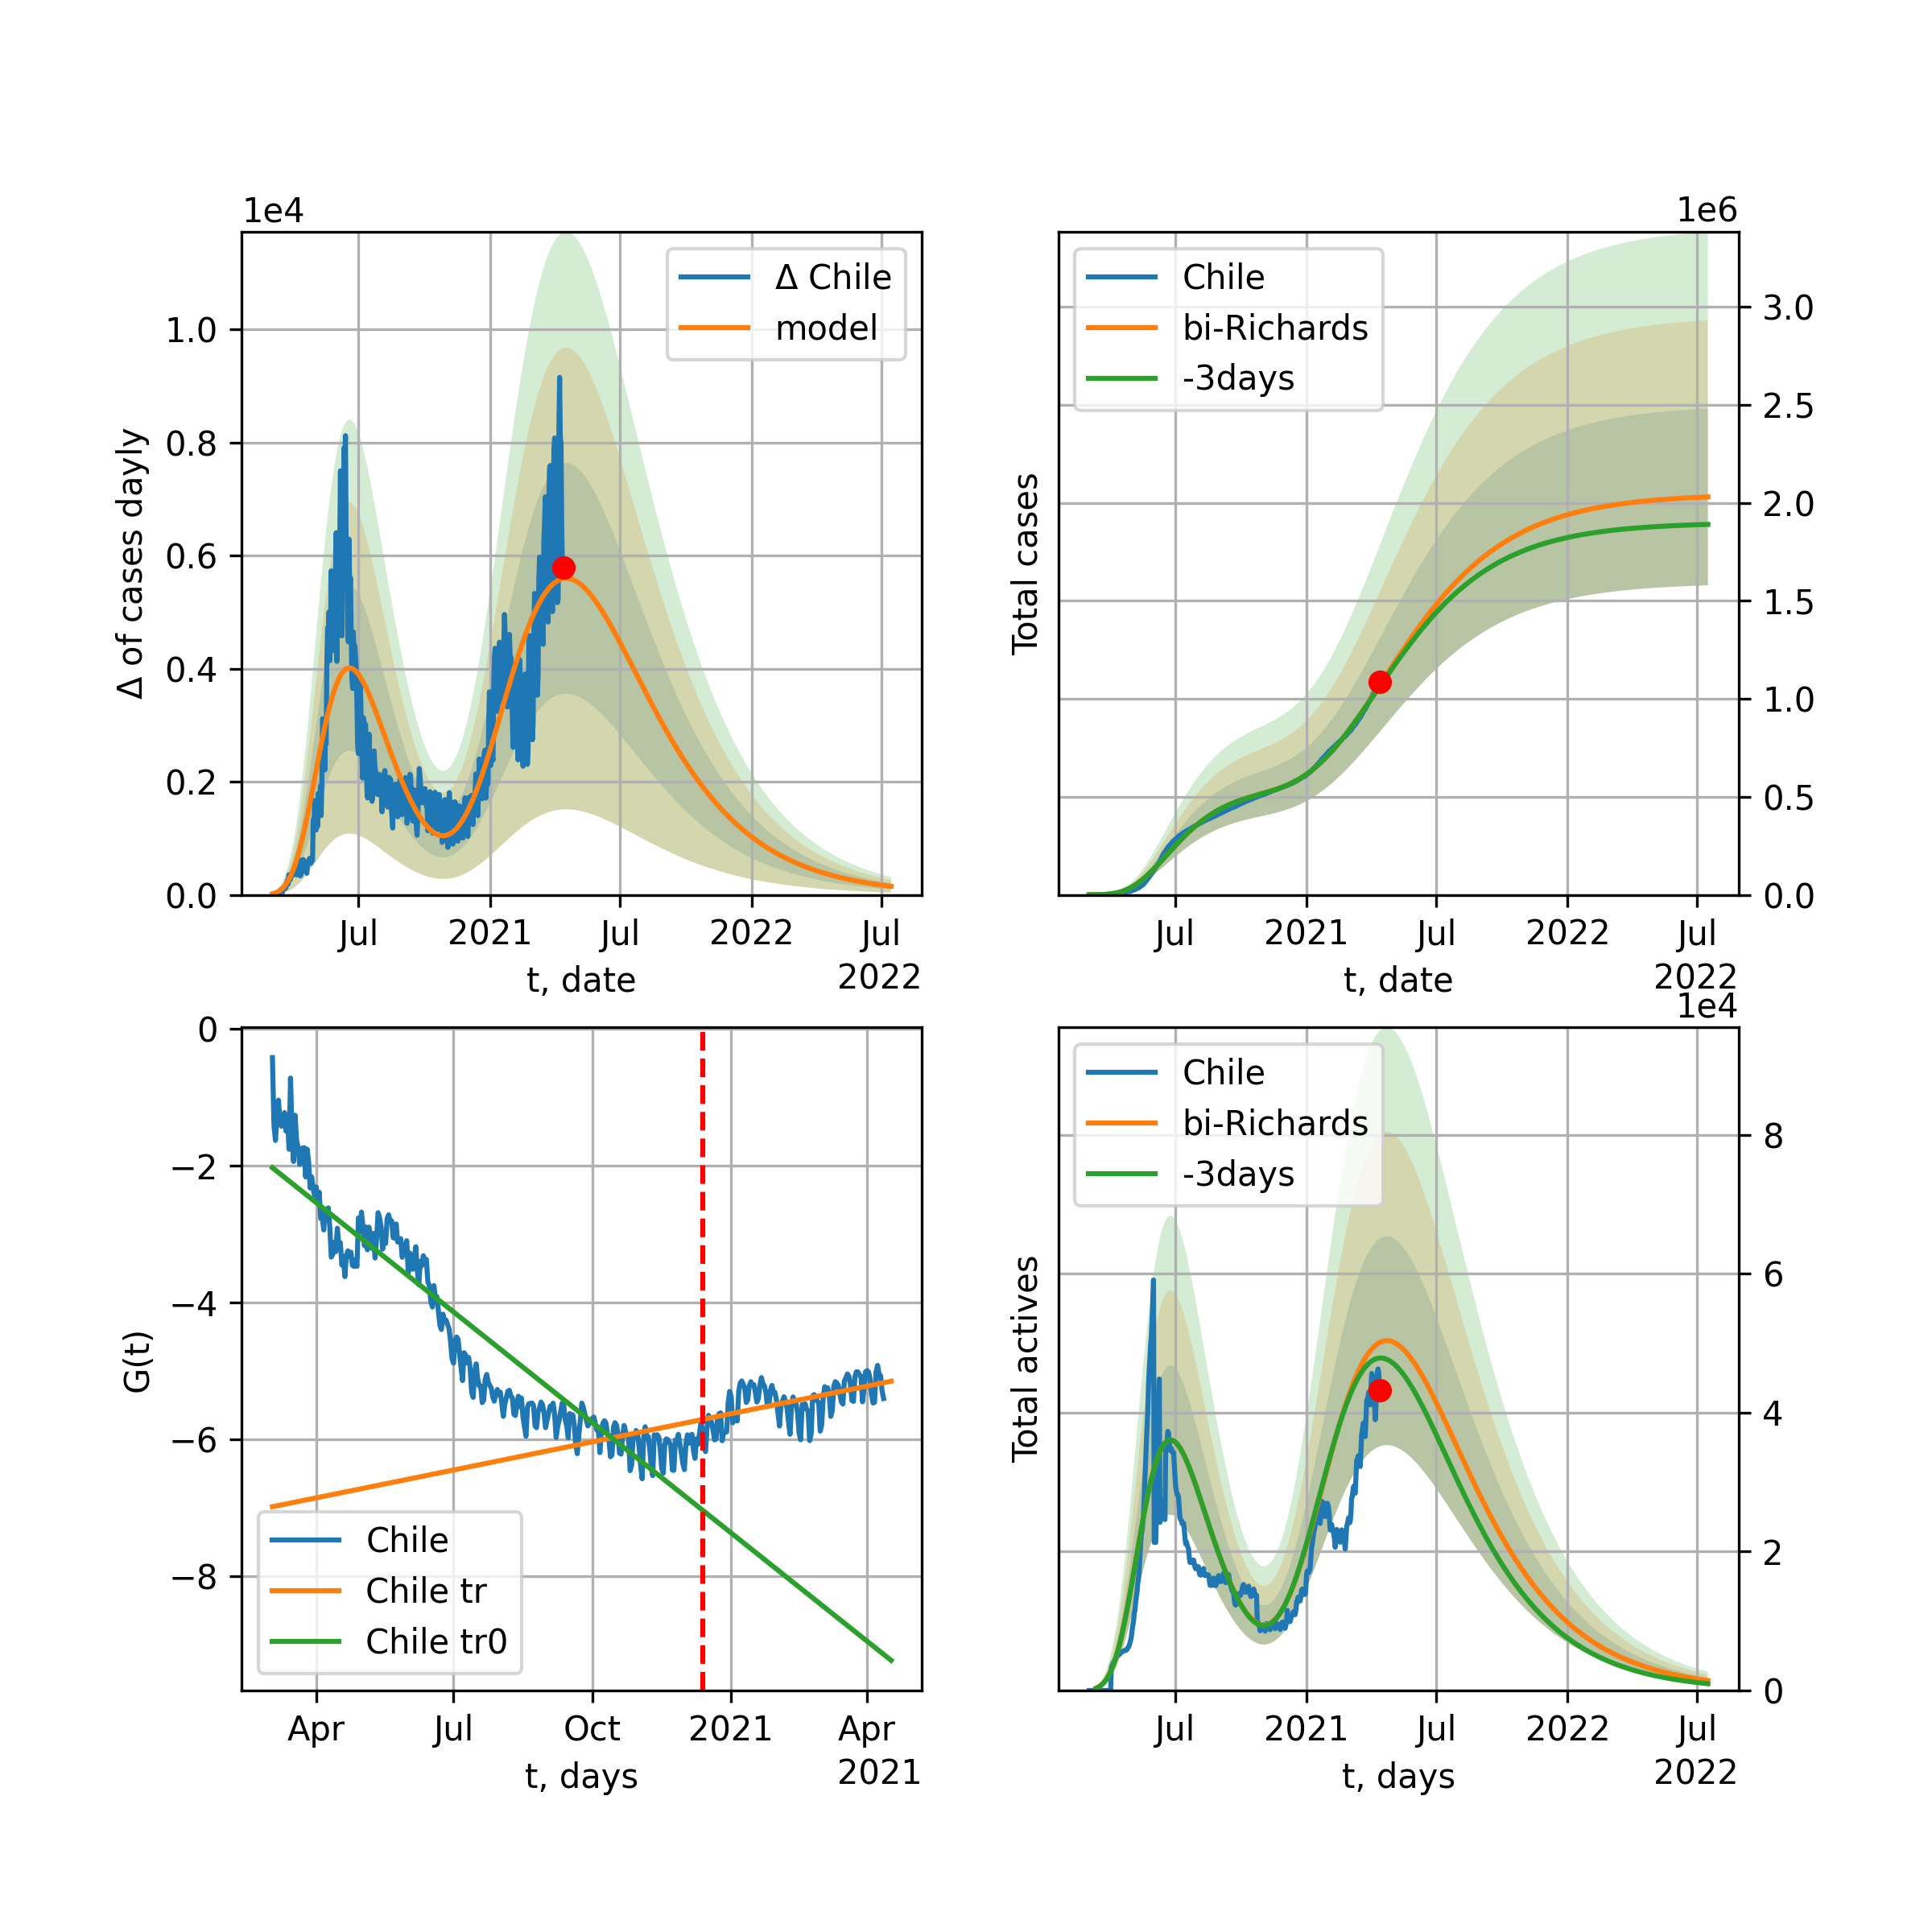 1e4
Δ of cases dayly
1.0
0.8
0.6
0.4
0.2
0.0
Δ Chile
model
Jul
2021
Jul
2022
Jul
2022
t, date
1e6
Total cases
Chile
bi-Richards
-3days
3.0
2.5
2.0
1.5
1.0
0.5
0.0
Jul
2021
Jul
2022
Jul
2022
t, date
G(t)
0
−2
−4
−6
−8
Chile
Chile tr
Chile tr0
Apr
Jul
Oct
2021
Apr
2021
t, days
1e4
Total actives
Chile
bi-Richards
-3days
8
6
4
2
0
Jul
2021
Jul
2022
Jul
2022
t, days